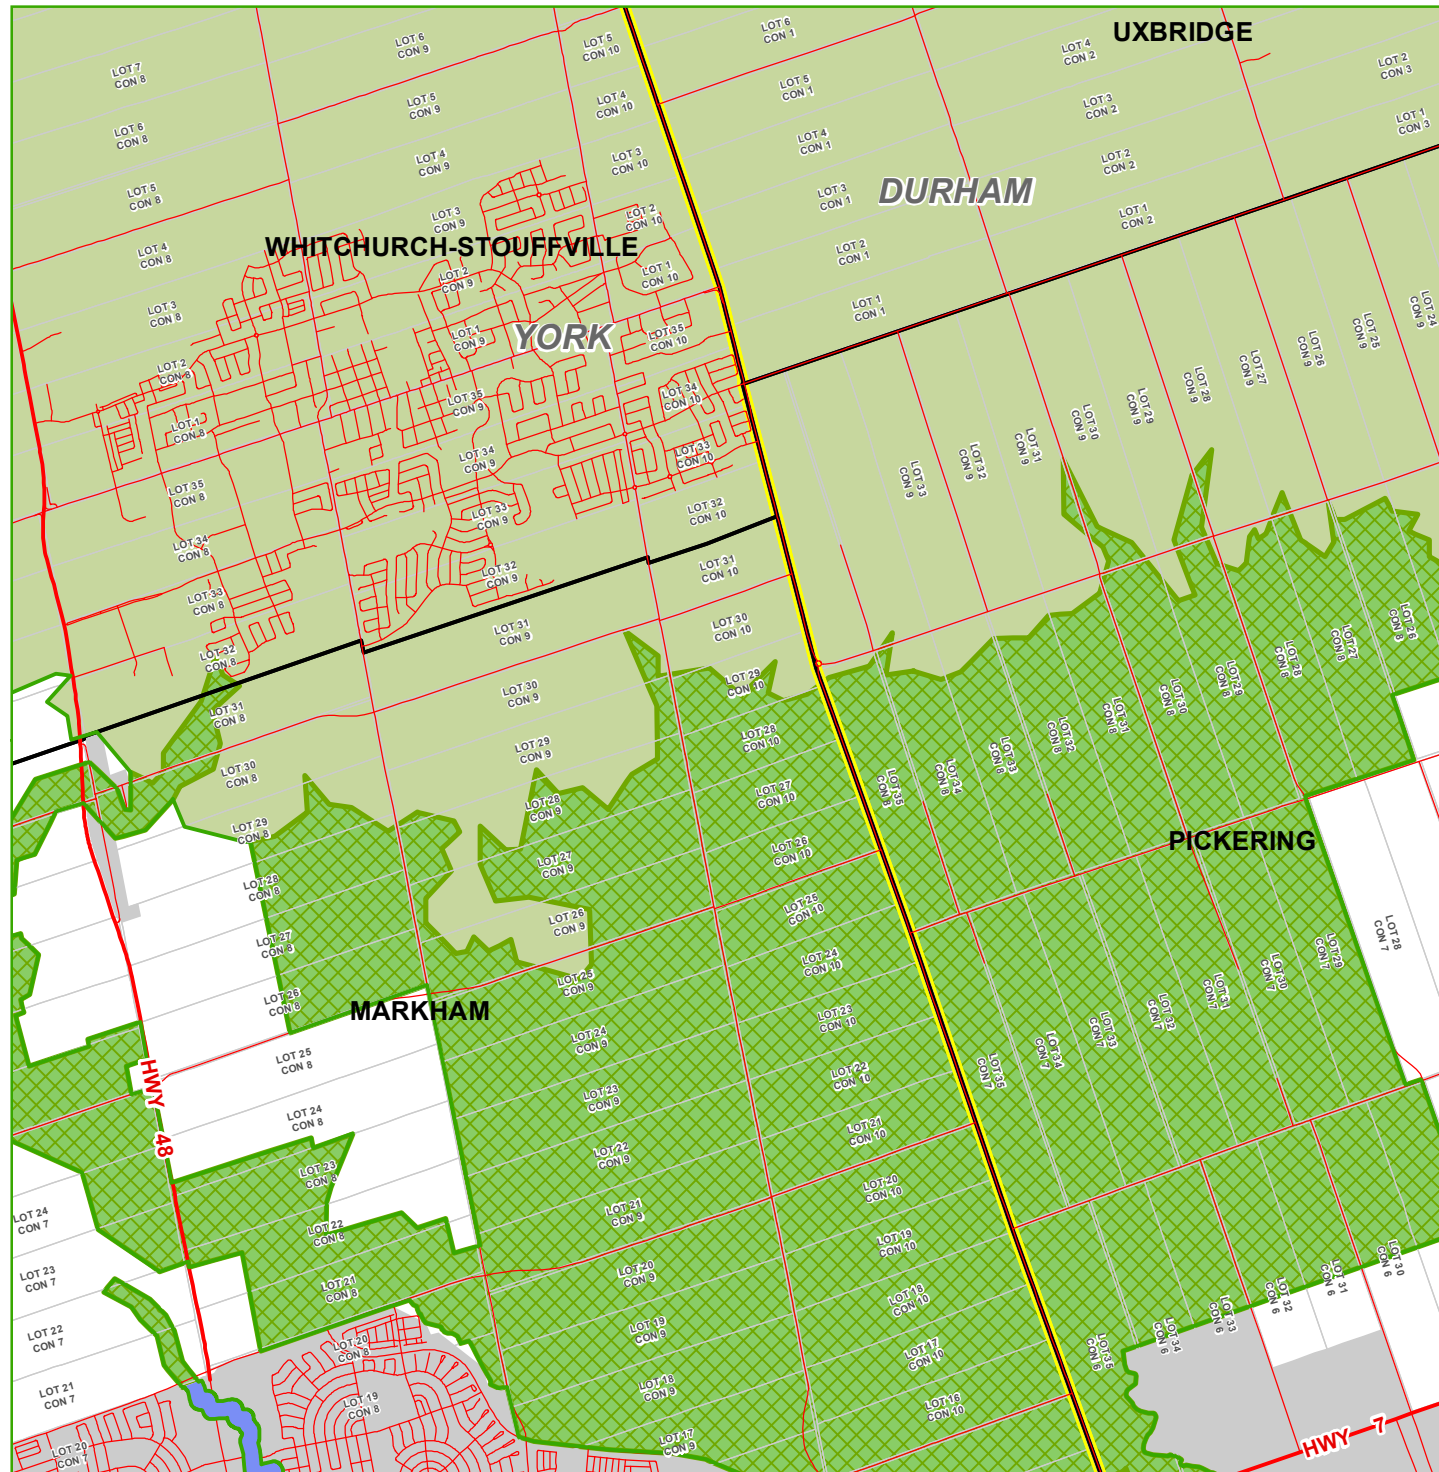 UXBRIDGE
DURHAM
WHITCHURCH-STOUFFVILLE
YORK
PICKERING
MARKHAM
HWY 48
HWY 7
LOT 7
CON 8
LOT 6
CON 8
LOT 5
CON 8
LOT 4
CON 8
LOT 3
CON 8
LOT 2
CON 8
LOT 1
CON 8
LOT 35
CON 8
LOT 34
CON 8
LOT 33
CON 8
LOT 32
CON 8
LOT 31
CON 8
LOT 30
CON 8
LOT 29
CON 8
LOT 28
CON 8
LOT 27
CON 8
LOT 26
CON 8
LOT 25
CON 8
LOT 24
CON 8
LOT 23
CON 8
LOT 22
CON 8
LOT 21
CON 8
LOT 20
CON 8
LOT 19
CON 8
LOT 24
CON 7
LOT 23
CON 7
LOT 22
CON 7
LOT 21
CON 7
LOT 20
CON 7
LOT 6
CON 9
LOT 5
CON 9
LOT 4
CON 9
LOT 3
CON 9
LOT 2
CON 9
LOT 1
CON 9
LOT 35
CON 9
LOT 34
CON 9
LOT 33
CON 9
LOT 32
CON 9
LOT 31
CON 9
LOT 30
CON 9
LOT 29
CON 9
LOT 28
CON 9
LOT 27
CON 9
LOT 26
CON 9
LOT 25
CON 9
LOT 24
CON 9
LOT 23
CON 9
LOT 22
CON 9
LOT 21
CON 9
LOT 20
CON 9
LOT 19
CON 9
LOT 18
CON 9
LOT 17
CON 9
LOT 5
CON 10
LOT 4
CON 10
LOT 3
CON 10
LOT 2
CON 10
LOT 1
CON 10
LOT 35
CON 10
LOT 34
CON 10
LOT 33
CON 10
LOT 32
CON 10
LOT 31
CON 10
LOT 30
CON 10
LOT 29
CON 10
LOT 28
CON 10
LOT 27
CON 10
LOT 26
CON 10
LOT 25
CON 10
LOT 24
CON 10
LOT 23
CON 10
LOT 22
CON 10
LOT 21
CON 10
LOT 20
CON 10
LOT 19
CON 10
LOT 18
CON 10
LOT 17
CON 10
LOT 16
CON 10
LOT 6
CON 1
LOT 5
CON 1
LOT 4
CON 1
LOT 3
CON 1
LOT 2
CON 1
LOT 1
CON 1
LOT 4
CON 2
LOT 3
CON 2
LOT 2
CON 2
LOT 1
CON 2
LOT 2
CON 3
LOT 1
CON 3
LOT 33
CON 9
LOT 32
CON 9
LOT 31
CON 9
LOT 30
CON 9
LOT 29
CON 9
LOT 28
CON 9
LOT 27
CON 9
LOT 26
CON 9
LOT 25
CON 9
LOT 24
CON 9
LOT 35
CON 8
LOT 34
CON 8
LOT 33
CON 8
LOT 32
CON 8
LOT 31
CON 8
LOT 30
CON 8
LOT 29
CON 8
LOT 28
CON 8
LOT 27
CON 8
LOT 26
CON 8
LOT 35
CON 7
LOT 34
CON 7
LOT 33
CON 7
LOT 32
CON 7
LOT 31
CON 7
LOT 30
CON 7
LOT 29
CON 7
LOT 28
CON 7
LOT 35
CON 6
LOT 34
CON 6
LOT 33
CON 6
LOT 32
CON 6
LOT 31
CON 6
LOT 30
CON 6